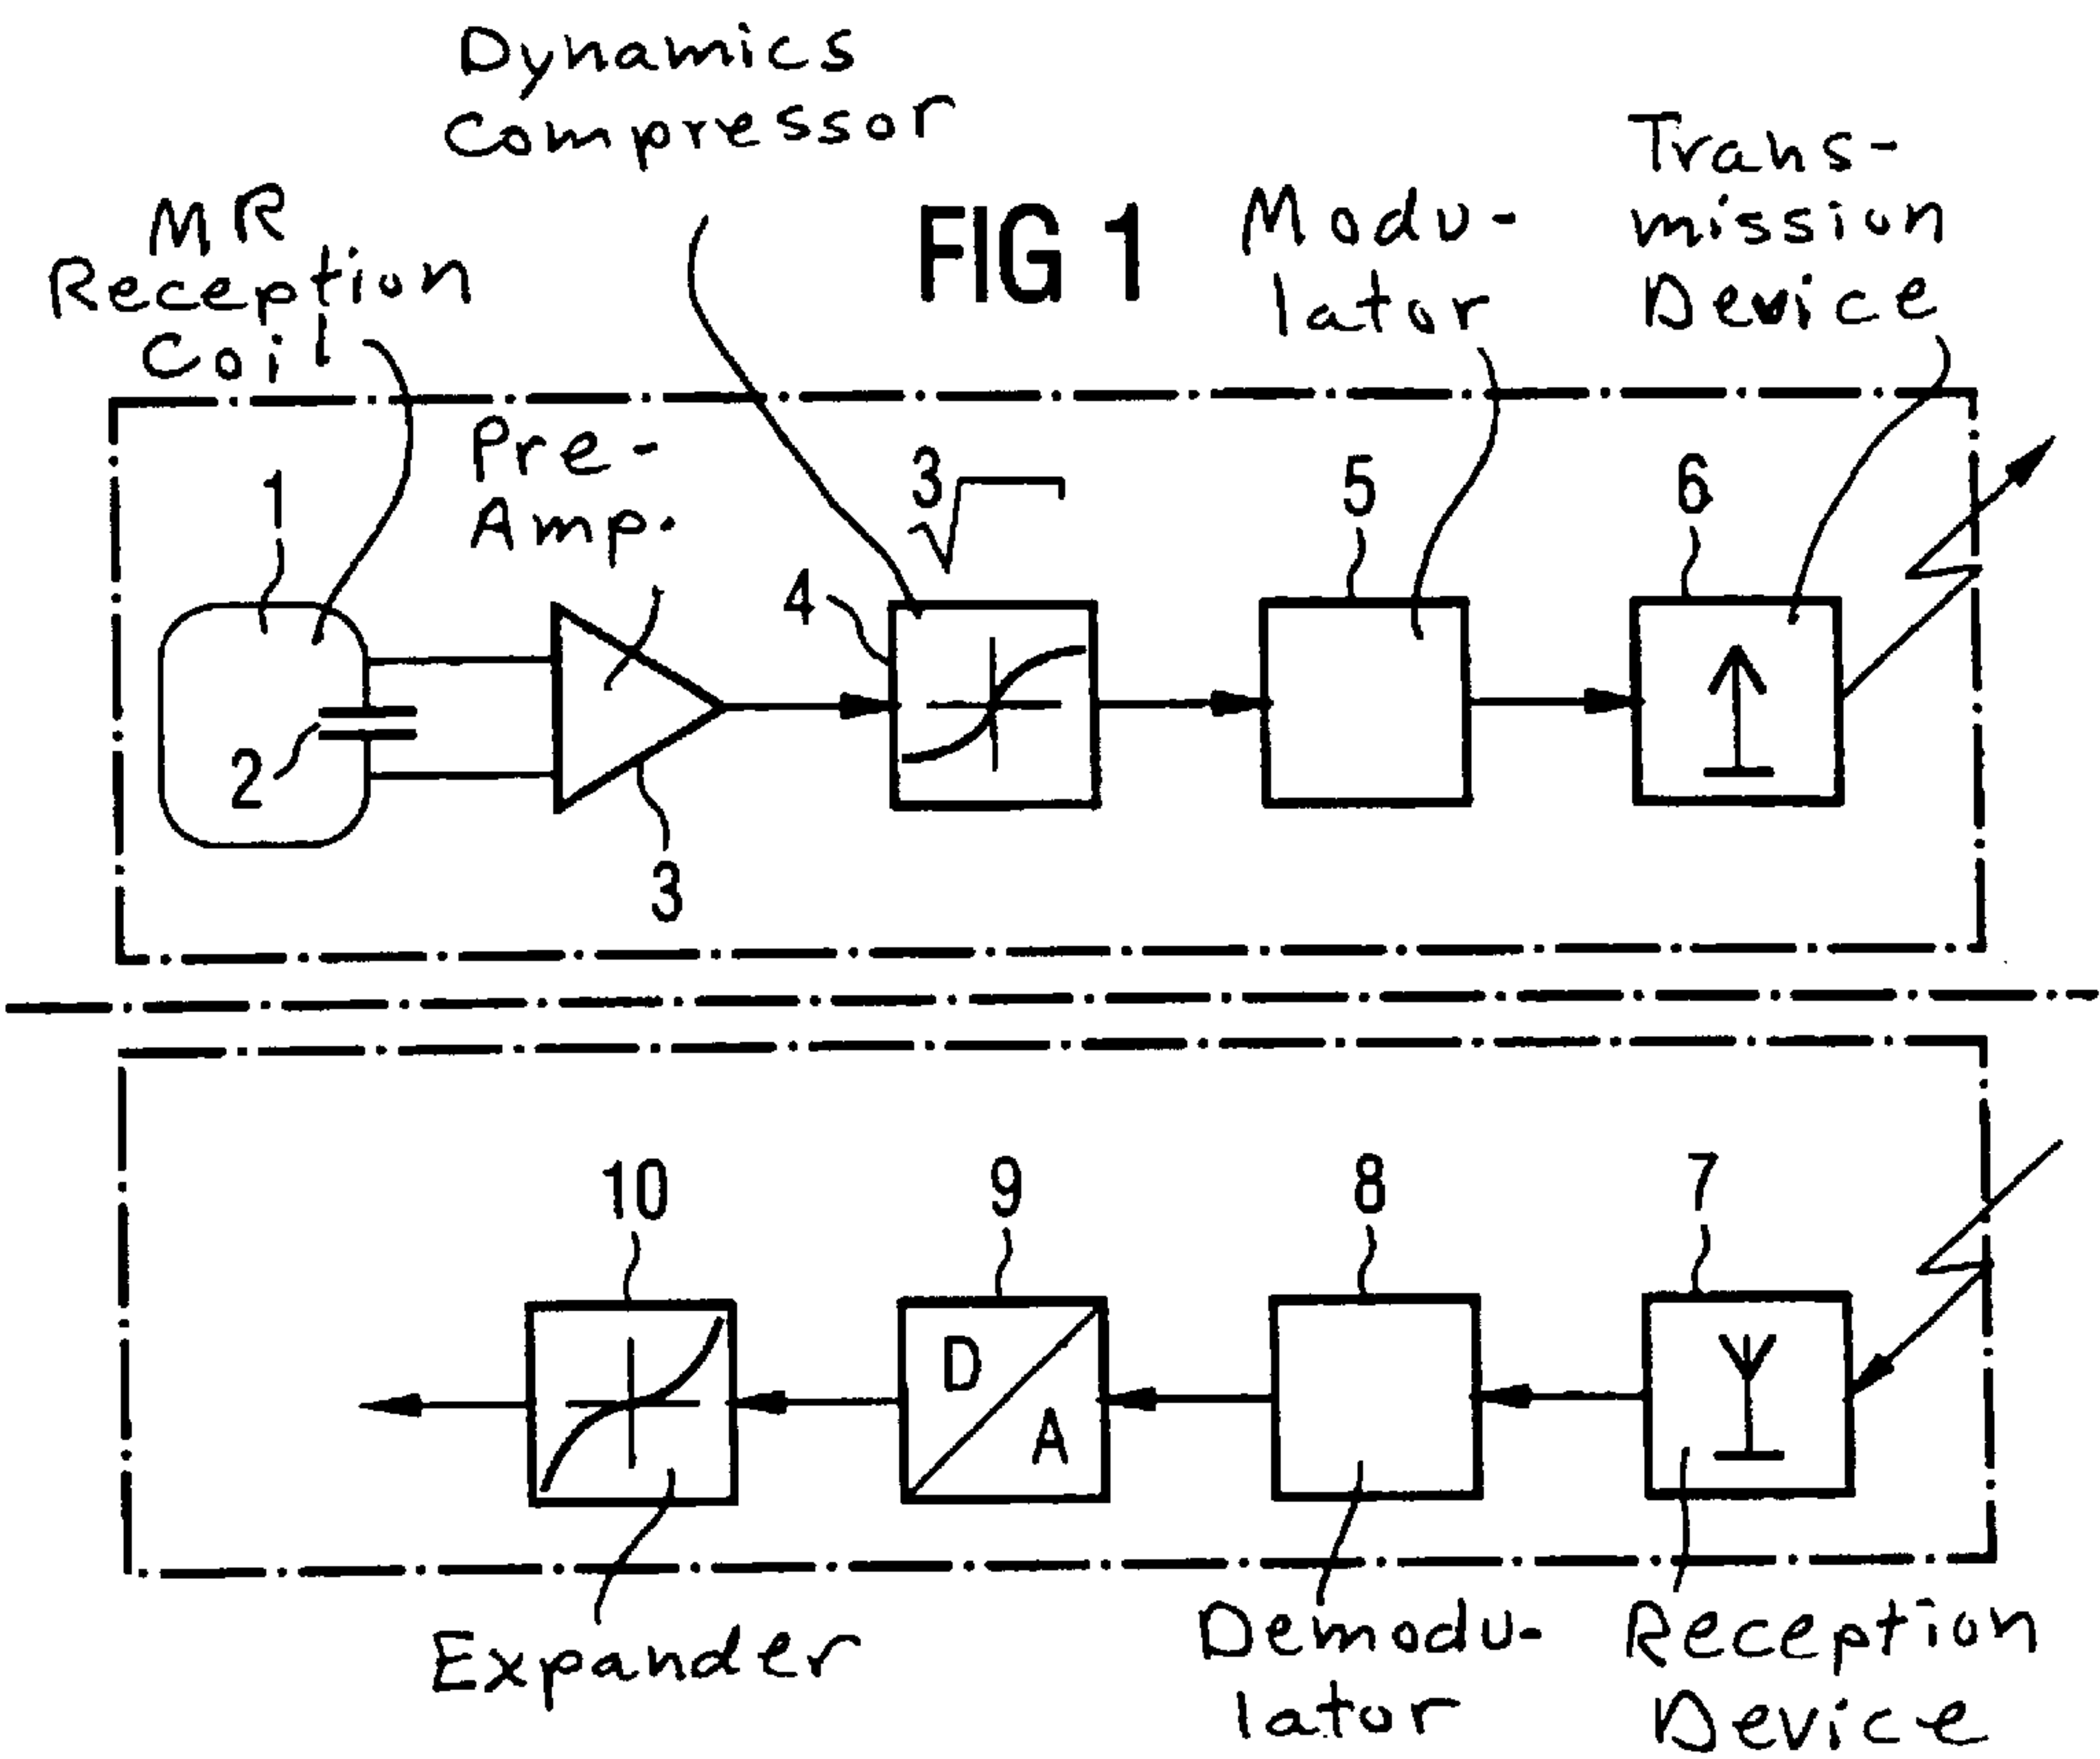 Dynamics
Compressor
FIG 1
MR
Reception
Coil
Modu-
lator
Trans-
mission
Device
Pre-
Amp.
1
2
3
4
3√
5
6
10
9
8
7
D
A
Expander
Demodu-
lator
Reception
Device